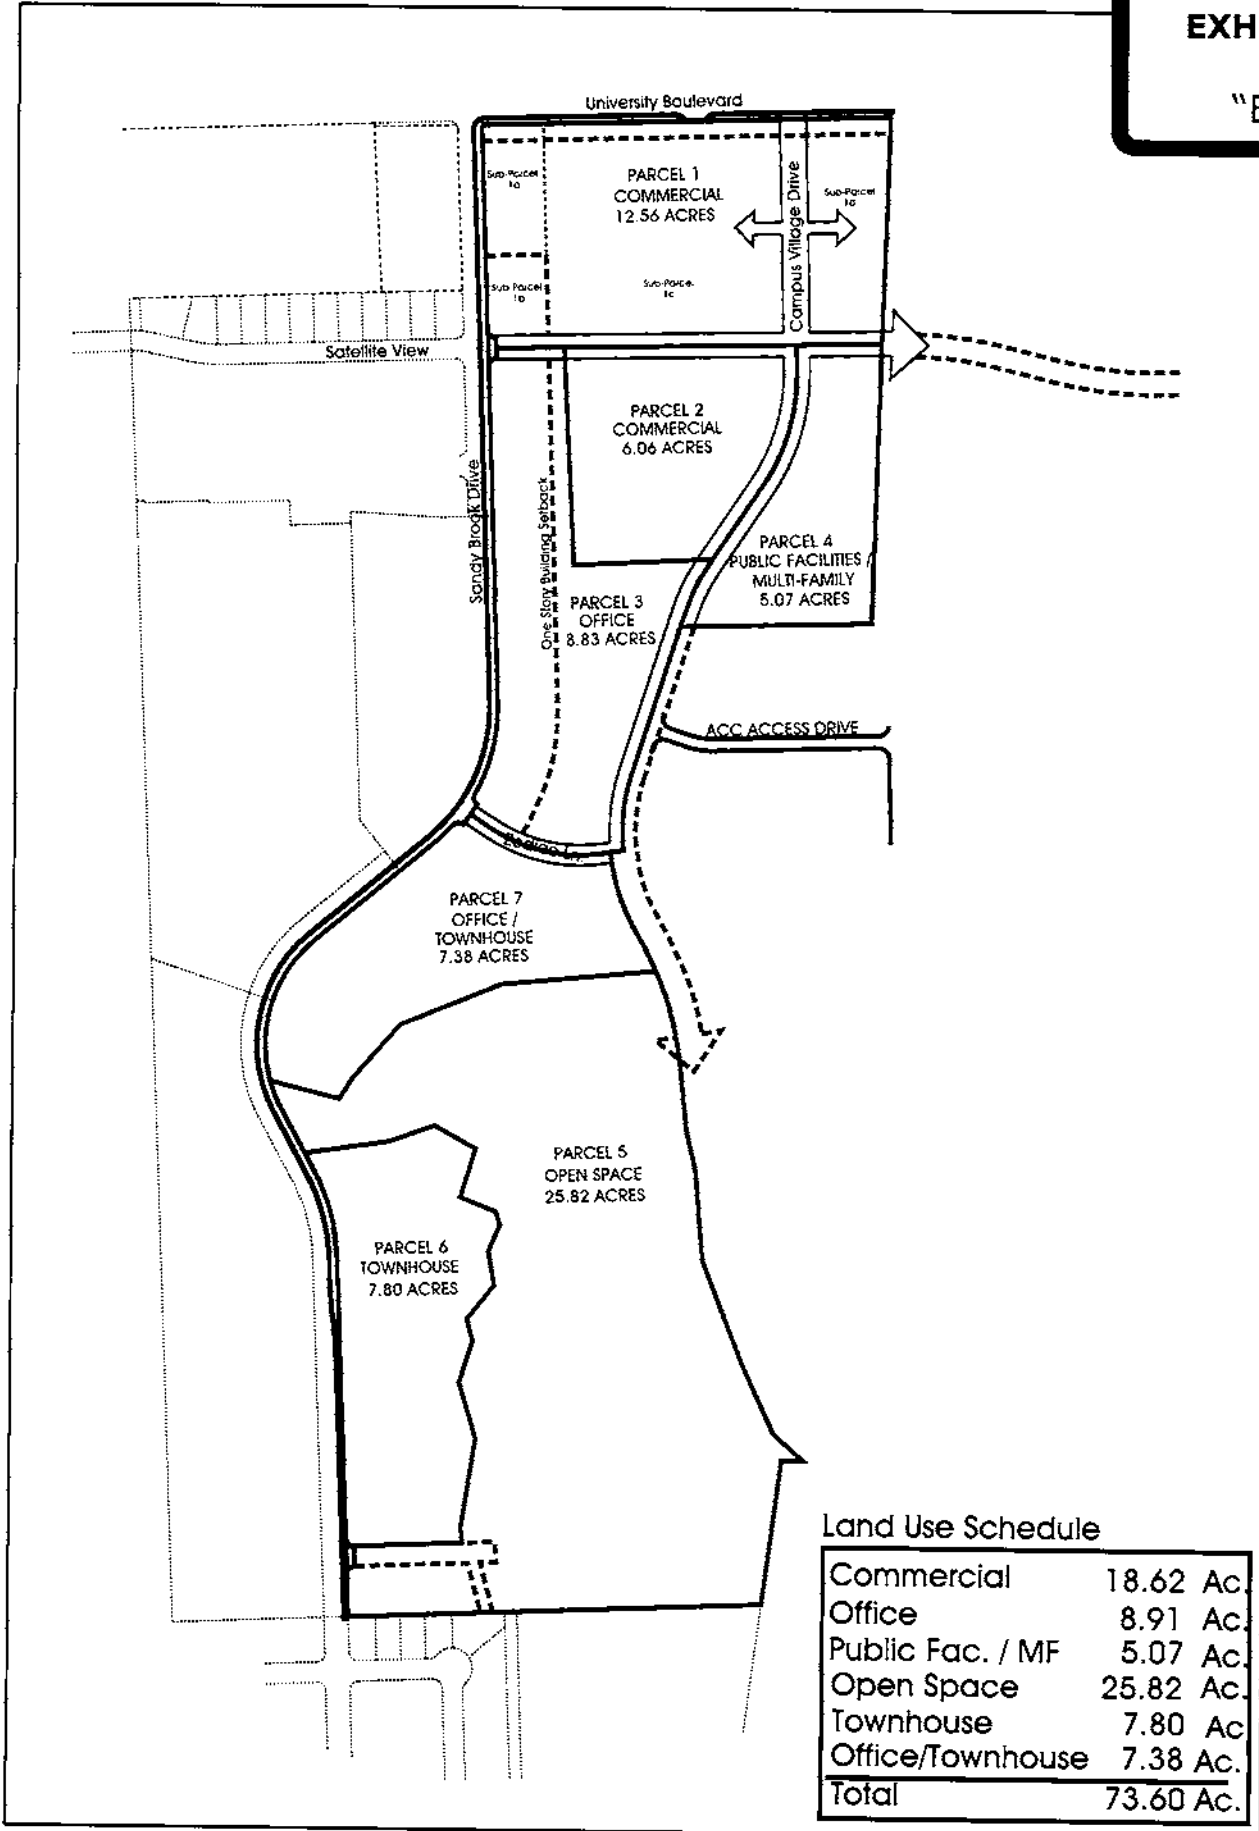 EXH
"E
University Boulevard
Sub-Parcel
1a
PARCEL 1
COMMERCIAL
12.56 ACRES
Campus Village Drive
Sub-Parcel
1d
Sub Parcel
1b
Sub-Parce.
1c
Satellite View
PARCEL 2
COMMERCIAL
6.06 ACRES
Sandy Brook Drive
One Story Building Setback
PARCEL 4
PUBLIC FACILITIES /
MULTI-FAMILY
5.07 ACRES
PARCEL 3
OFFICE
8.83 ACRES
ACC ACCESS DRIVE
Zodiac Ln.
PARCEL 7
OFFICE /
TOWNHOUSE
7.38 ACRES
PARCEL 5
OPEN SPACE
25.82 ACRES
PARCEL 6
TOWNHOUSE
7.80 ACRES
Land Use Schedule
Commercial 18.62 Ac.
Office 8.91 Ac.
Public Fac. / MF 5.07 Ac.
Open Space 25.82 Ac.
Townhouse 7.80 Ac
Office/Townhouse 7.38 Ac.
Total 73.60 Ac.